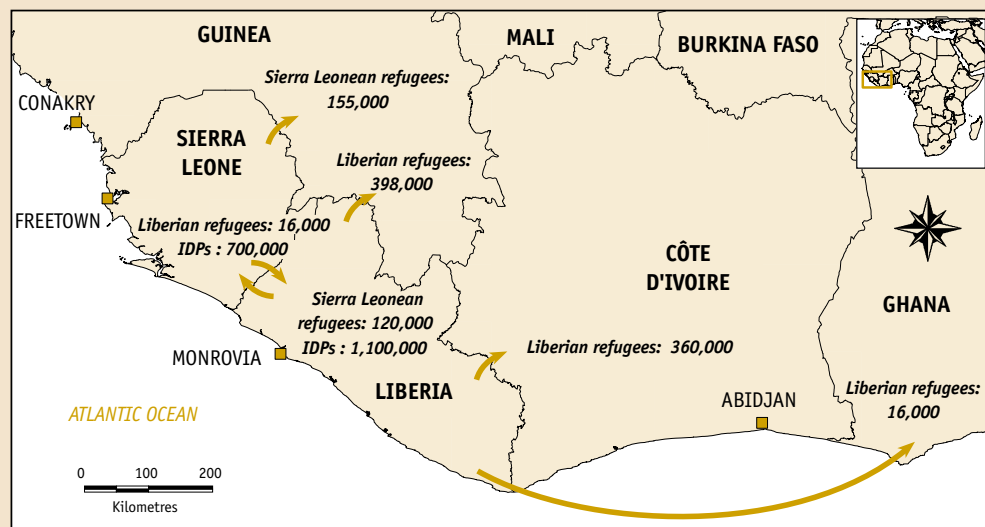 GUINEA
MALI
BURKINA FASO
Sierra Leonean refugees:
155,000
CONAKRY
SIERRA
LEONE
Liberian refugees:
398,000
FREETOWN
Liberian refugees: 16,000
IDPs : 700,000
CÔTE
D'IVOIRE
GHANA
Sierra Leonean
refugees: 120,000
IDPs : 1,100,000
MONROVIA
Liberian refugees: 360,000
LIBERIA
ABIDJAN
Liberian refugees:
16,000
ATLANTIC OCEAN
0 100 200
Kilometres